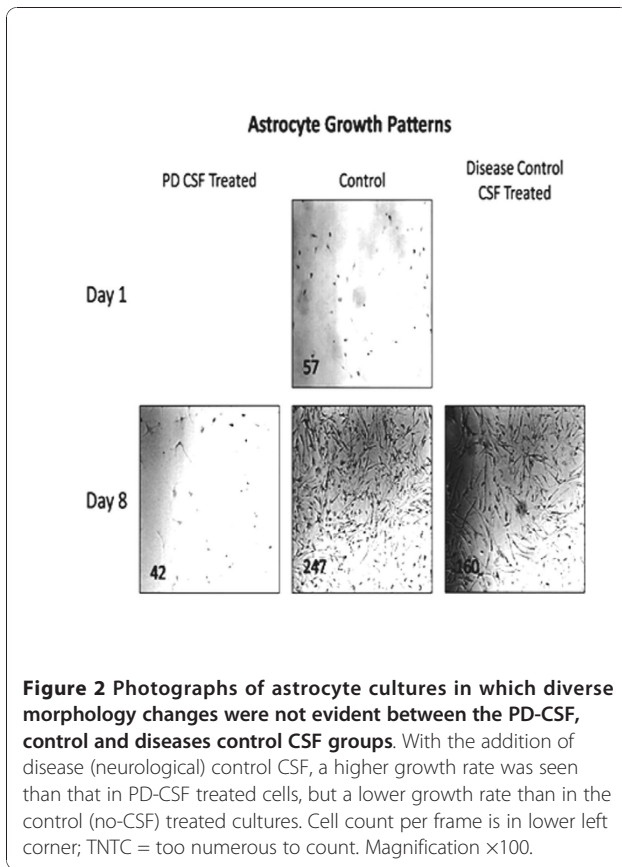 Astrocyte Growth Patterns
PD CSF Treated
Control
Disease Control
CSF Treated
Day 1
57
Day 8
42
247
160
Figure 2 Photographs of astrocyte cultures in which diverse
morphology changes were not evident between the PD-CSF,
control and diseases control CSF groups. With the addition of
disease (neurological) control CSF, a higher growth rate was seen
than that in PD-CSF treated cells, but a lower growth rate than in the
control (no-CSF) treated cultures. Cell count per frame is in lower left
corner; TNTC = too numerous to count. Magnification ×100.